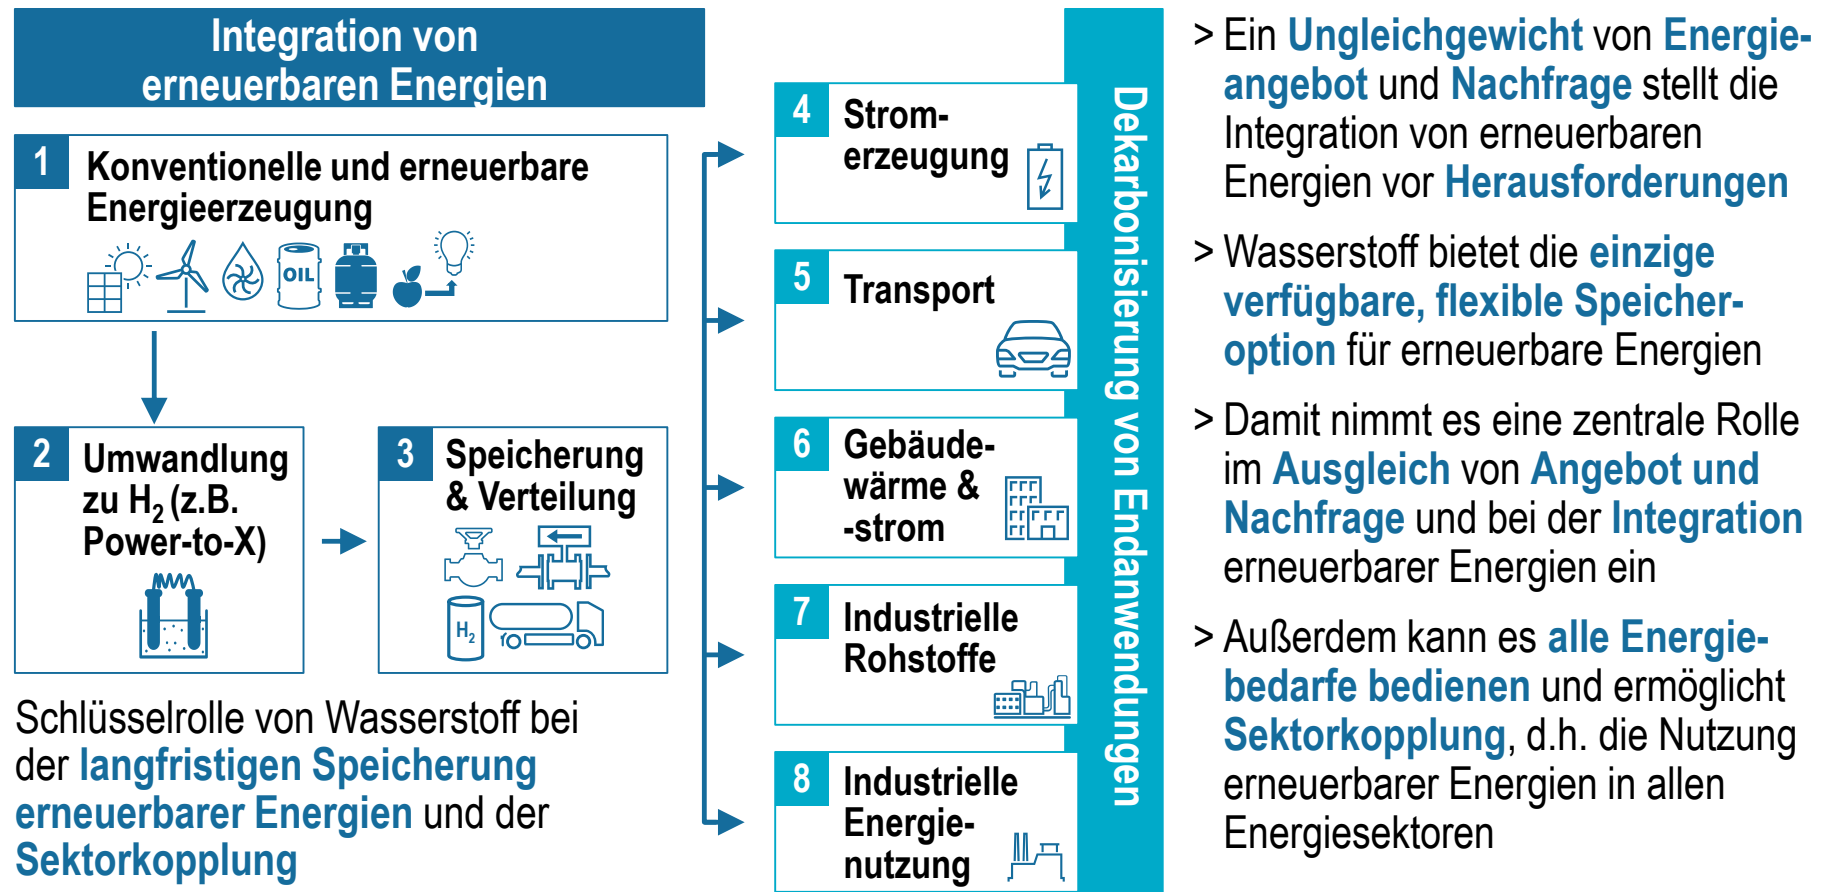 Integration von
erneuerbaren Energien
1
Konventionelle und erneuerbare
Energieerzeugung
OIL
2
Umwandlung
zu H₂ (z.B.
Power-to-X)
3
Speicherung
& Verteilung
H₂
Schlüsselrolle von Wasserstoff bei
der langfristigen Speicherung
erneuerbarer Energien und der
Sektorkopplung
4
Strom-
erzeugung
5
Transport
6
Gebäude-
wärme &
-strom
7
Industrielle
Rohstoffe
8
Industrielle
Energie-
nutzung
Dekarbonisierung von Endanwendungen
> Ein Ungleichgewicht von Energie-
angebot und Nachfrage stellt die
Integration von erneuerbaren
Energien vor Herausforderungen
> Wasserstoff bietet die einzige
verfügbare, flexible Speicher-
option für erneuerbare Energien
> Damit nimmt es eine zentrale Rolle
im Ausgleich von Angebot und
Nachfrage und bei der Integration
erneuerbarer Energien ein
> Außerdem kann es alle Energie-
bedarfe bedienen und ermöglicht
Sektorkopplung, d.h. die Nutzung
erneuerbarer Energien in allen
Energiesektoren